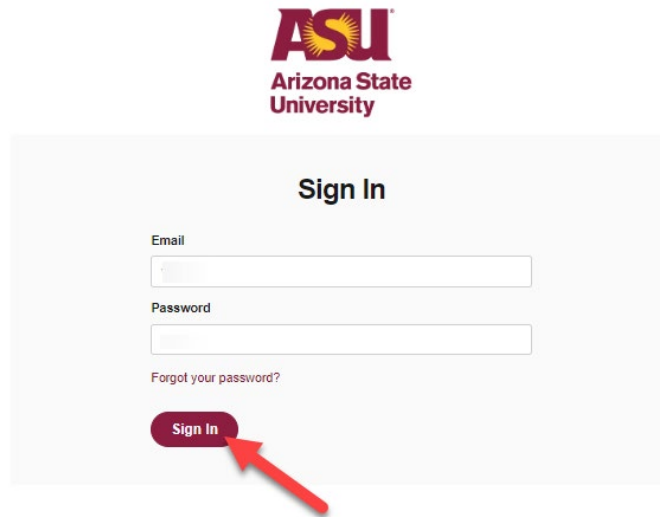 ASU
Arizona State
University
Sign In
Email
Password
Forgot your password?
Sign In